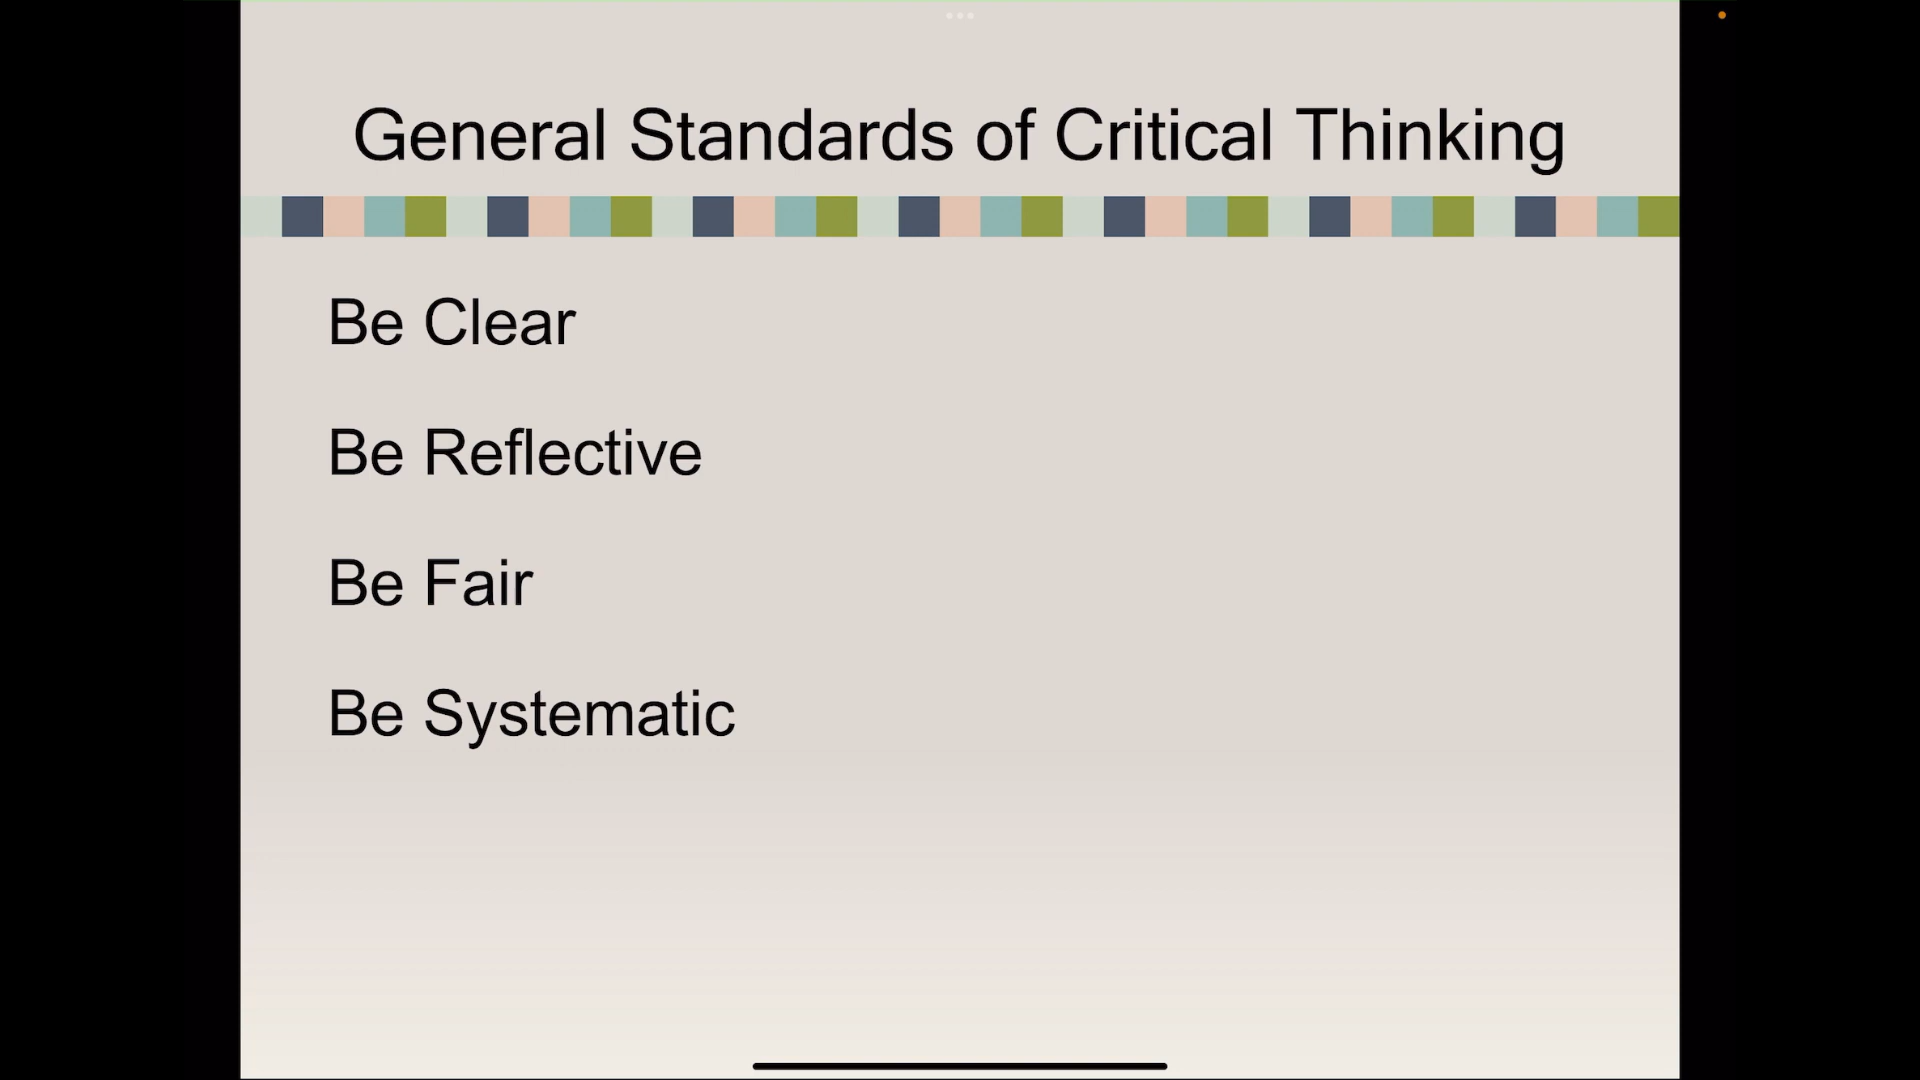 General Standards of Critical Thinking
Be Clear
Be Reflective
Be Fair
Be Systematic